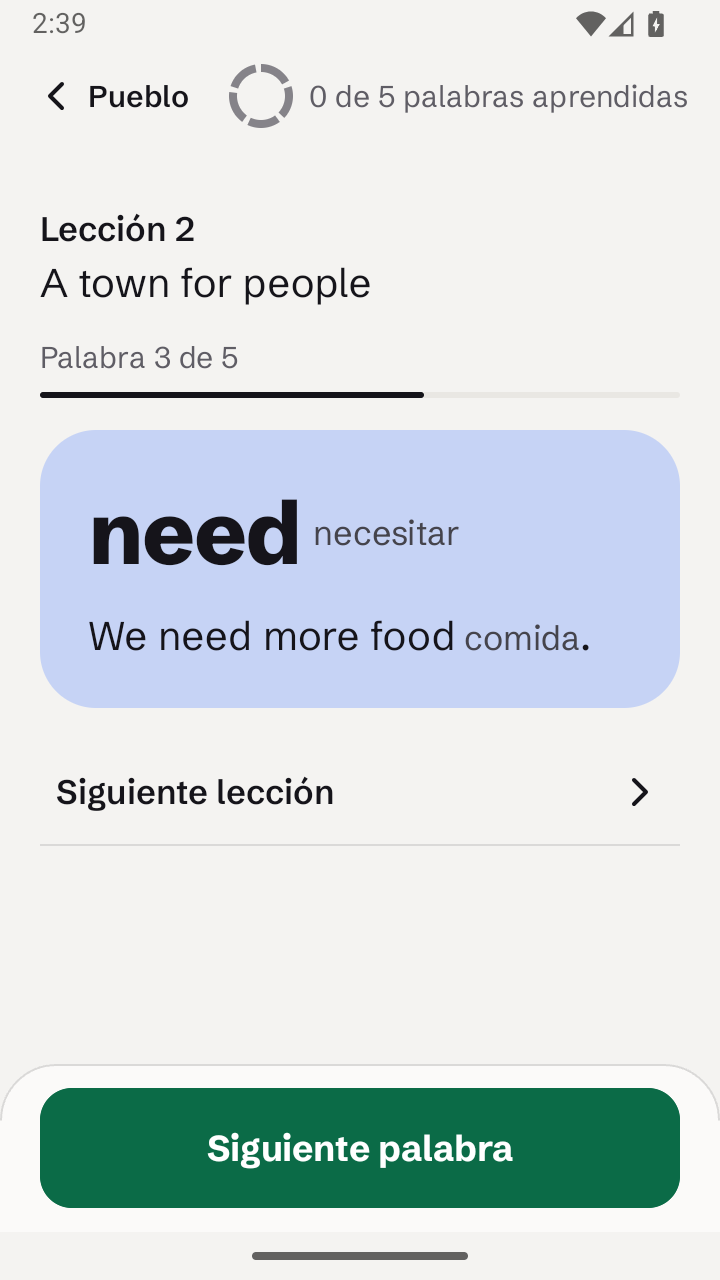 2:39
Pueblo
0 de 5 palabras aprendidas
Lección 2
A town for people
Palabra 3 de 5
need necesitar
We need more food comida.
Siguiente lección
Siguiente palabra